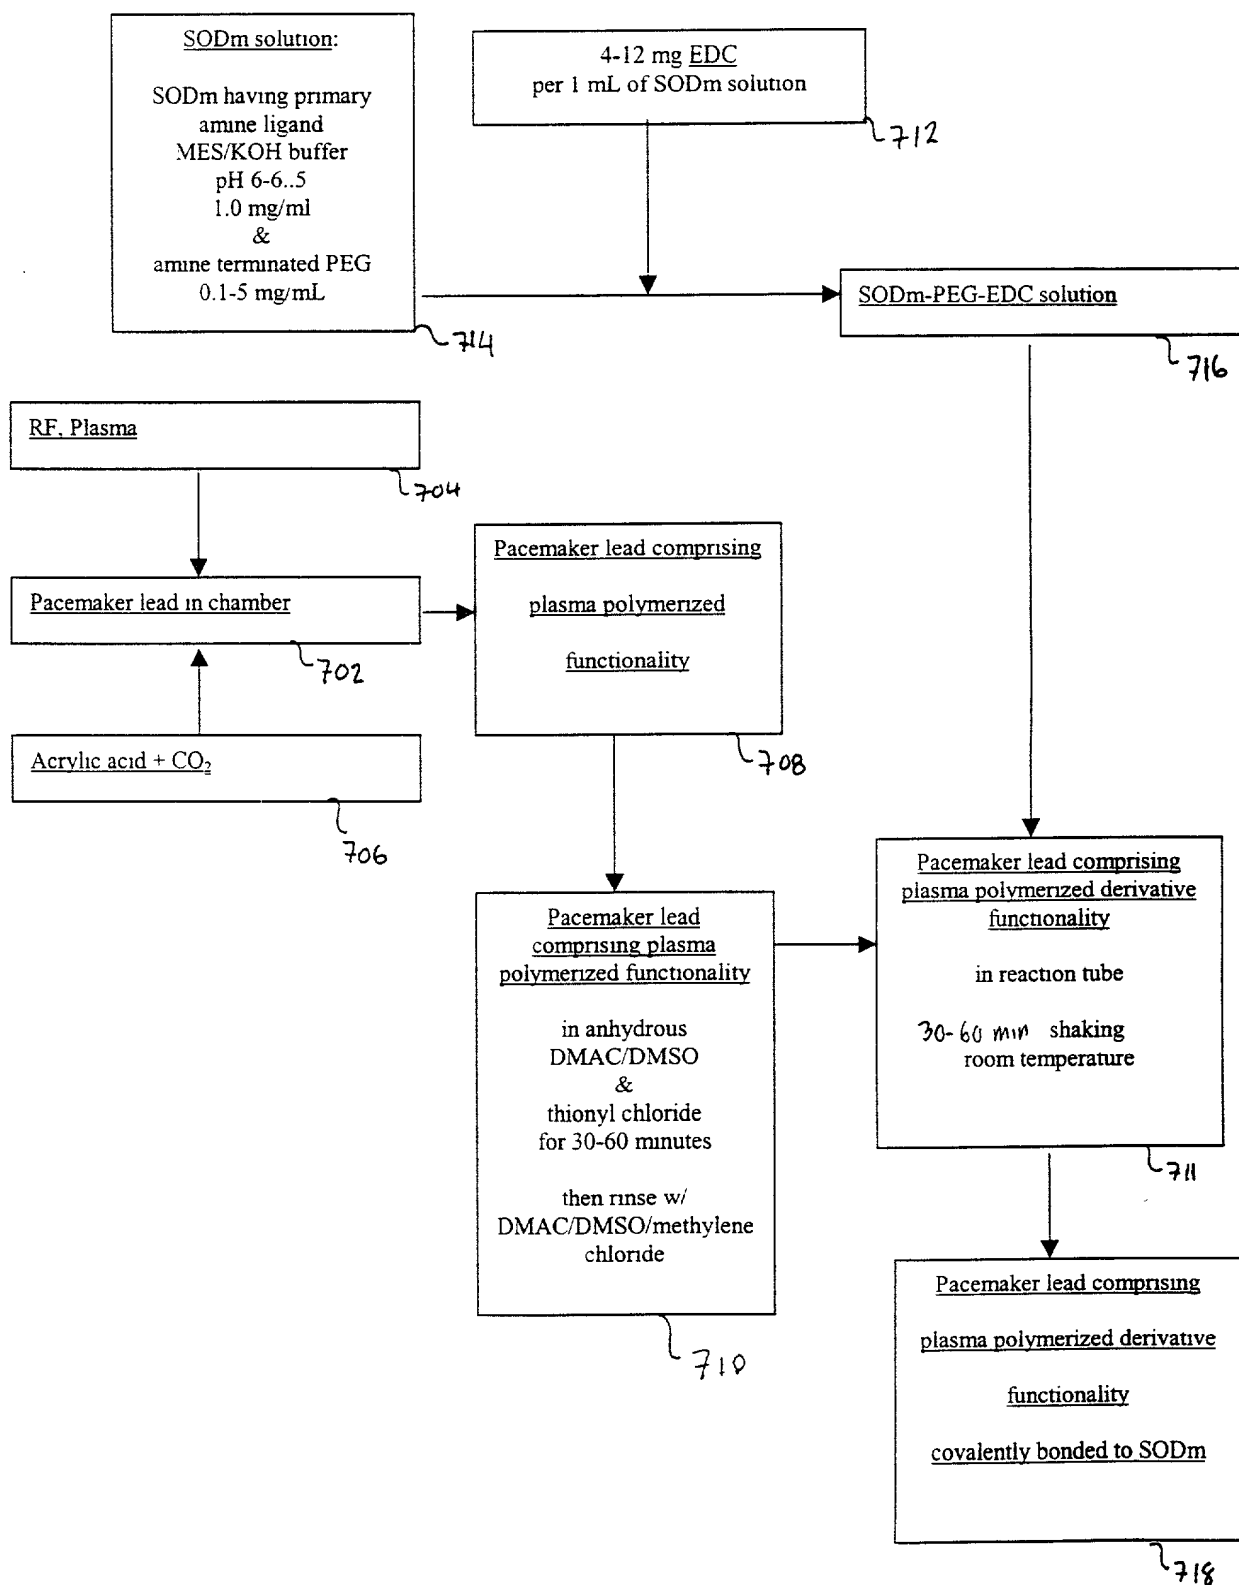 SODm solution:
SODm having primary
amine ligand
MES/KOH buffer
pH 6-6..5
1.0 mg/ml
&
amine terminated PEG
0.1-5 mg/mL
714
4-12 mg EDC
per 1 mL of SODm solution
712
SODm-PEG-EDC solution
716
RF, Plasma
704
Pacemaker lead in chamber
702
Acrylic acid + CO₂
706
Pacemaker lead comprising
plasma polymerized
functionality
708
Pacemaker lead
comprising plasma
polymerized functionality
in anhydrous
DMAC/DMSO
&
thionyl chloride
for 30-60 minutes
then rinse w/
DMAC/DMSO/methylene
chloride
710
Pacemaker lead comprising
plasma polymerized derivative
functionality
in reaction tube
30-60 min shaking
room temperature
711
Pacemaker lead comprising
plasma polymerized derivative
functionality
covalently bonded to SODm
718